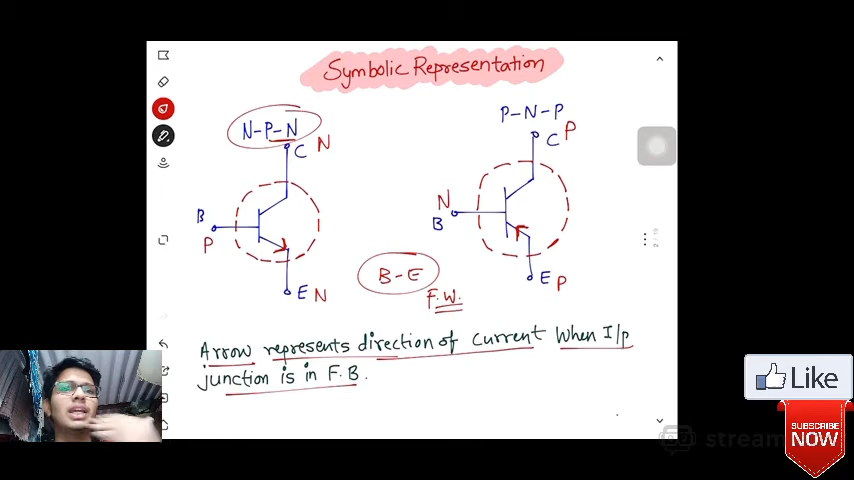 Symbolic Representation
N-P-N
P-N-P
C N
C P
B
P
N
B
E N
E P
B-E
F.W.
Arrow represents direction of current When I/p
junction is in F.B.
Like
SUBSCRIBE
NOW
stream